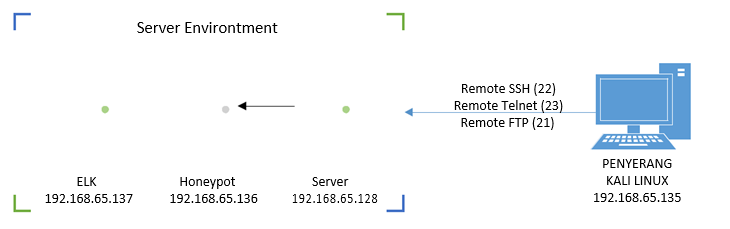 Server Environtment
Remote SSH (22)
Remote Telnet (23)
Remote FTP (21)
PENYERANG
KALI LINUX
192.168.65.135
ELK
192.168.65.137
Honeypot
192.168.65.136
Server
192.168.65.128